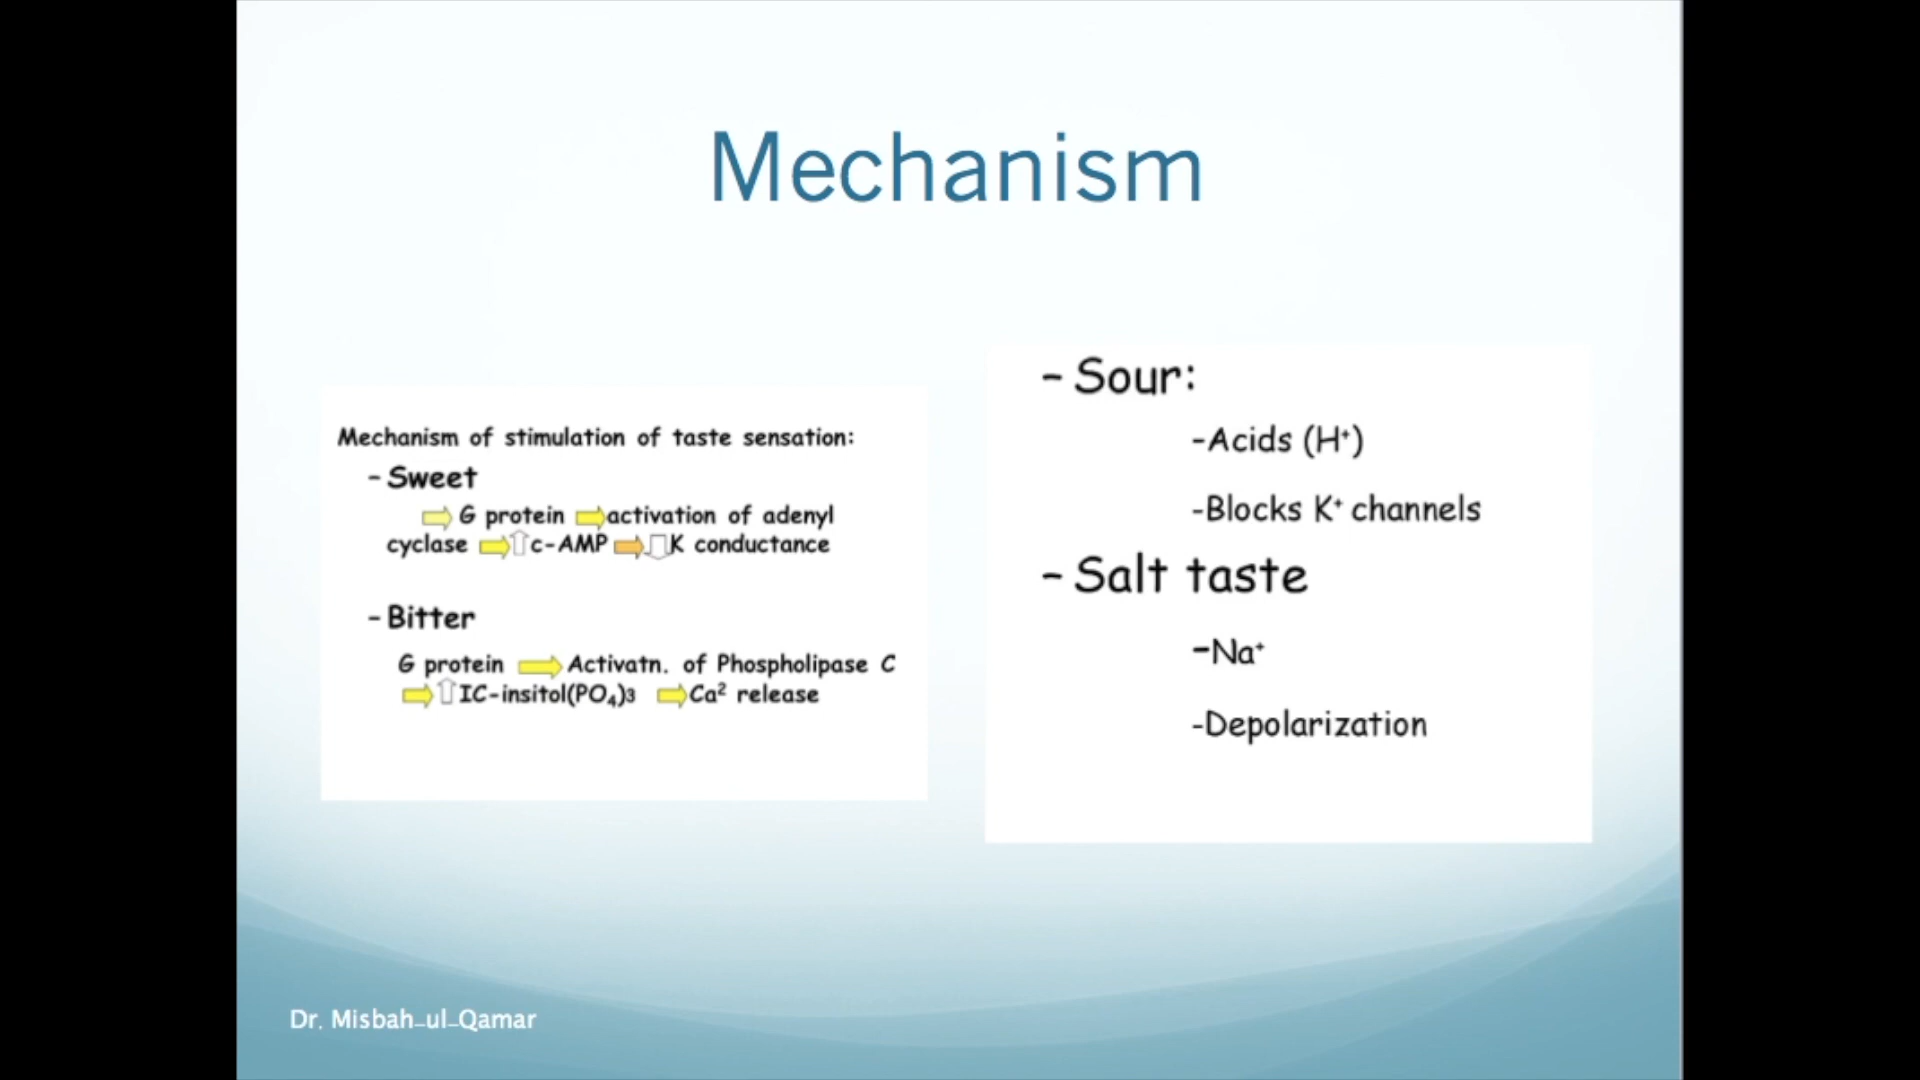 Mechanism
Mechanism of stimulation of taste sensation:
– Sweet
G protein activation of adenyl
cyclase c-AMP K conductance
– Bitter
G protein Activatn. of Phospholipase C
IC-insitol(PO₄)3 Ca² release
– Sour:
-Acids (H⁺)
-Blocks K⁺ channels
– Salt taste
-Na⁺
-Depolarization
Dr. Misbah_ul_Qamar